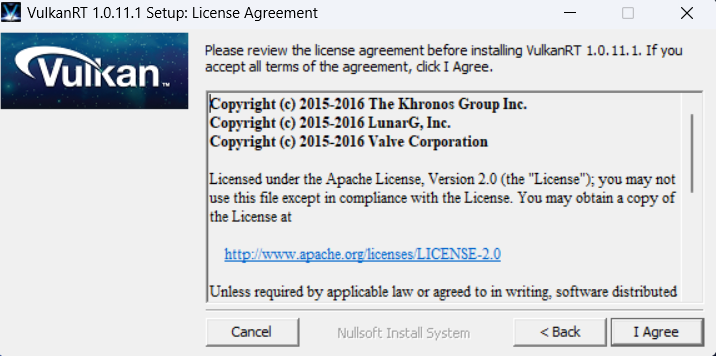 VulkanRT 1.0.11.1 Setup: License Agreement
Vulkan™
Please review the license agreement before installing VulkanRT 1.0.11.1. If you
accept all terms of the agreement, click I Agree.
Copyright (c) 2015-2016 The Khronos Group Inc.
Copyright (c) 2015-2016 LunarG, Inc.
Copyright (c) 2015-2016 Valve Corporation
Licensed under the Apache License, Version 2.0 (the "License"); you may not
use this file except in compliance with the License. You may obtain a copy of
the License at
http://www.apache.org/licenses/LICENSE-2.0
Unless required by applicable law or agreed to in writing, software distributed
Cancel
Nullsoft Install System
< Back
I Agree